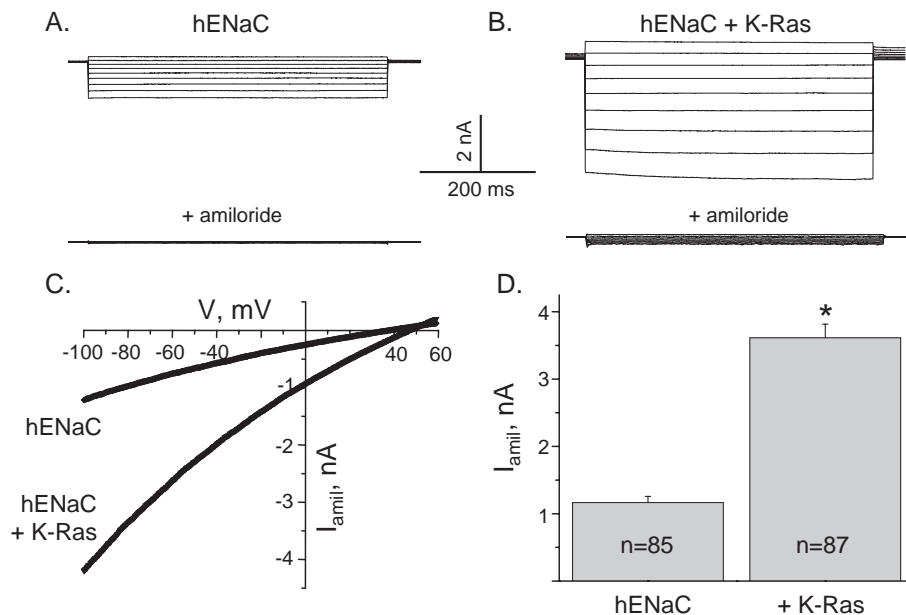 A.
hENaC
B.
hENaC + K-Ras
2 nA
200 ms
+ amiloride
+ amiloride
C.
V, mV
-100 -80 -60 -40 40 60
-1
-2
-3
-4
I_amil, nA
hENaC
hENaC
+ K-Ras
D.
4
3
2
1
I_amil, nA
*
n=85
n=87
hENaC
+ K-Ras